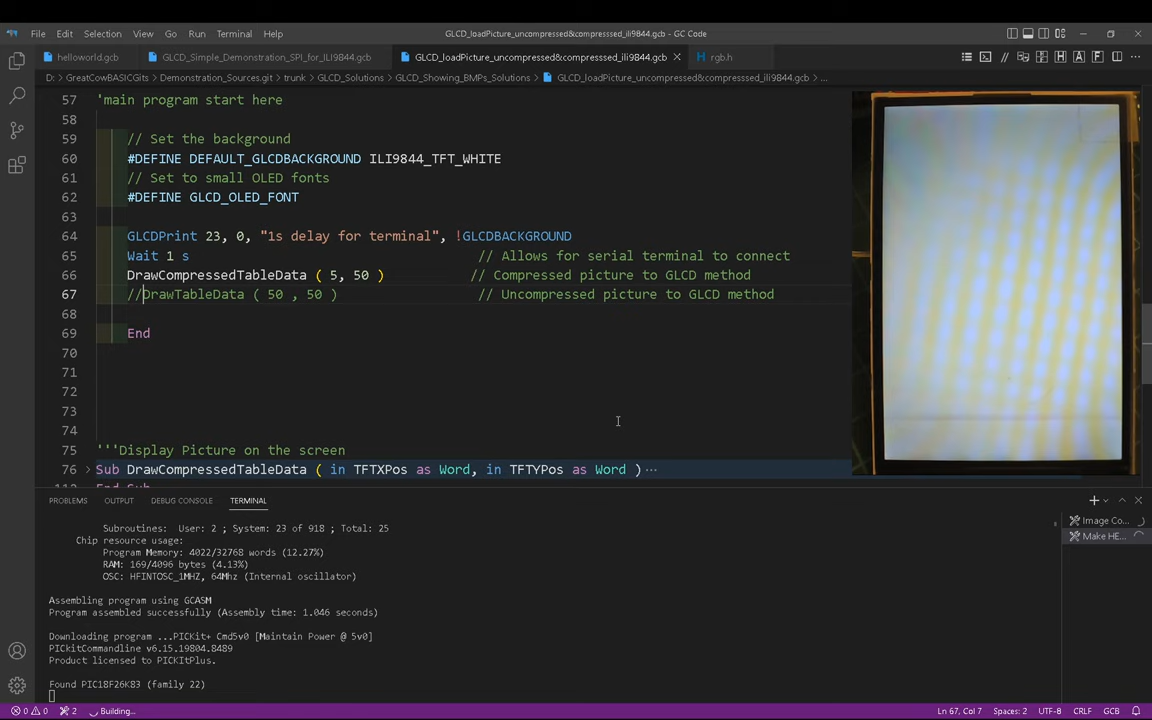 File Edit Selection View Go Run Terminal Help GLCD_loadPicture_uncompressed&compresssed_ili9844.gcb - GC Code
helloworld.gcb GLCD_Simple_Demonstration_SPI_for_ILI9844.gcb GLCD_loadPicture_uncompressed&compresssed_ili9844.gcb rgb.h
D: > GreatCowBASICGits > Demonstration_Sources.git > trunk > GLCD_Solutions > GLCD_Showing_BMPs_Solutions > GLCD_loadPicture_uncompressed&compresssed_ili9844.gcb > ...
57 'main program start here
58
59 // Set the background
60 #DEFINE DEFAULT_GLCDBACKGROUND ILI9844_TFT_WHITE
61 // Set to small OLED fonts
62 #DEFINE GLCD_OLED_FONT
63
64 GLCDPrint 23, 0, "1s delay for terminal", !GLCDBACKGROUND
65 Wait 1 s // Allows for serial terminal to connect
66 DrawCompressedTableData ( 5, 50 ) // Compressed picture to GLCD method
67 //DrawTableData ( 50 , 50 ) // Uncompressed picture to GLCD method
68
69 End
70
71
72
73
74
75 '''Display Picture on the screen
76 Sub DrawCompressedTableData ( in TFTXPos as Word, in TFTYPos as Word ) ...
112 End Sub
PROBLEMS OUTPUT DEBUG CONSOLE TERMINAL
Subroutines: User: 2 ; System: 23 of 918 ; Total: 25
Chip resource usage:
Program Memory: 4022/32768 words (12.27%)
RAM: 169/4096 bytes (4.13%)
OSC: HFINTOSC_1MHZ, 64Mhz (Internal oscillator)
Assembling program using GCASM
Program assembled successfully (Assembly time: 1.046 seconds)
Downloading program ...PICKit+ Cmd5v0 [Maintain Power @ 5v0]
PICkitCommandline v6.15.19804.8489
Product licensed to PICKItPlus.
Found PIC18F26K83 (family 22)
Image Co...
Make HE...
0 0 2 Building... Ln 67, Col 7 Spaces: 2 UTF-8 CRLF GCB